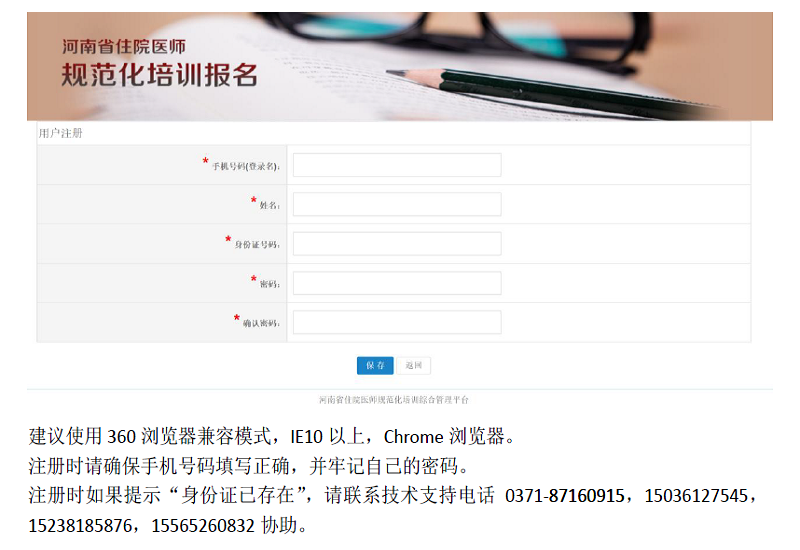 河南省住院医师
规范化培训报名
用户注册
* 手机号码(登录名)：
* 姓名：
* 身份证号码：
* 密码：
* 确认密码：
保存 返回
河南省住院医师规范化培训综合管理平台
建议使用 360 浏览器兼容模式，IE10 以上，Chrome 浏览器。
注册时请确保手机号码填写正确，并牢记自己的密码。
注册时如果提示“身份证已存在”，请联系技术支持电话 0371-87160915，15036127545，
15238185876，15565260832 协助。